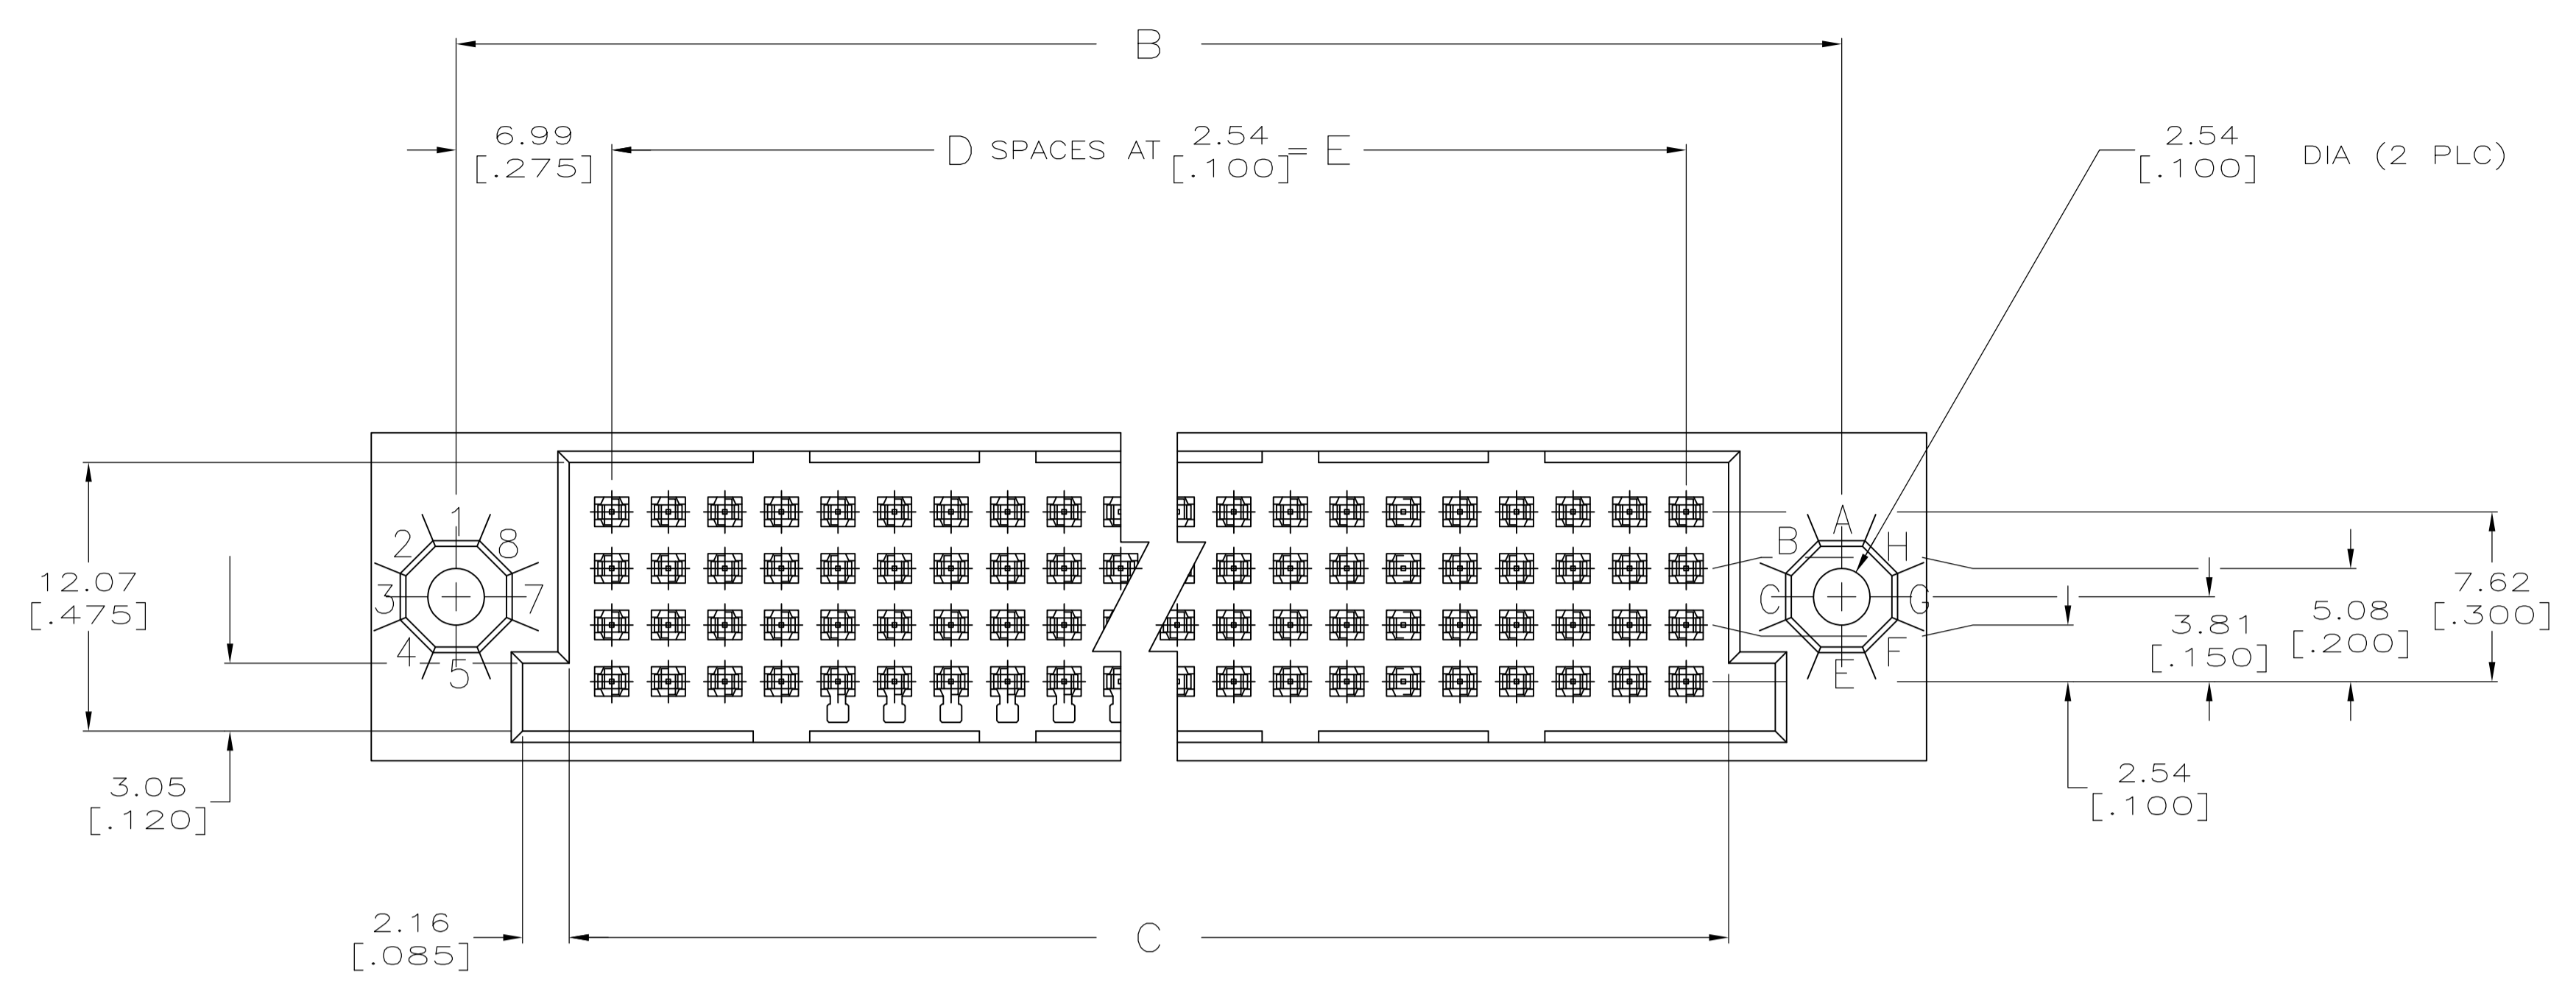 B
6.99
[.275]
D SPACES AT 2.54 = E
[.100]
2.54
[.100]
DIA (2 PLC)
1
2
8
3
7
4
5
A
B
H
C
G
F
E
12.07
[.475]
7.62
[.300]
5.08
[.200]
3.81
[.150]
2.54
[.100]
3.05
[.120]
2.16
[.085]
C